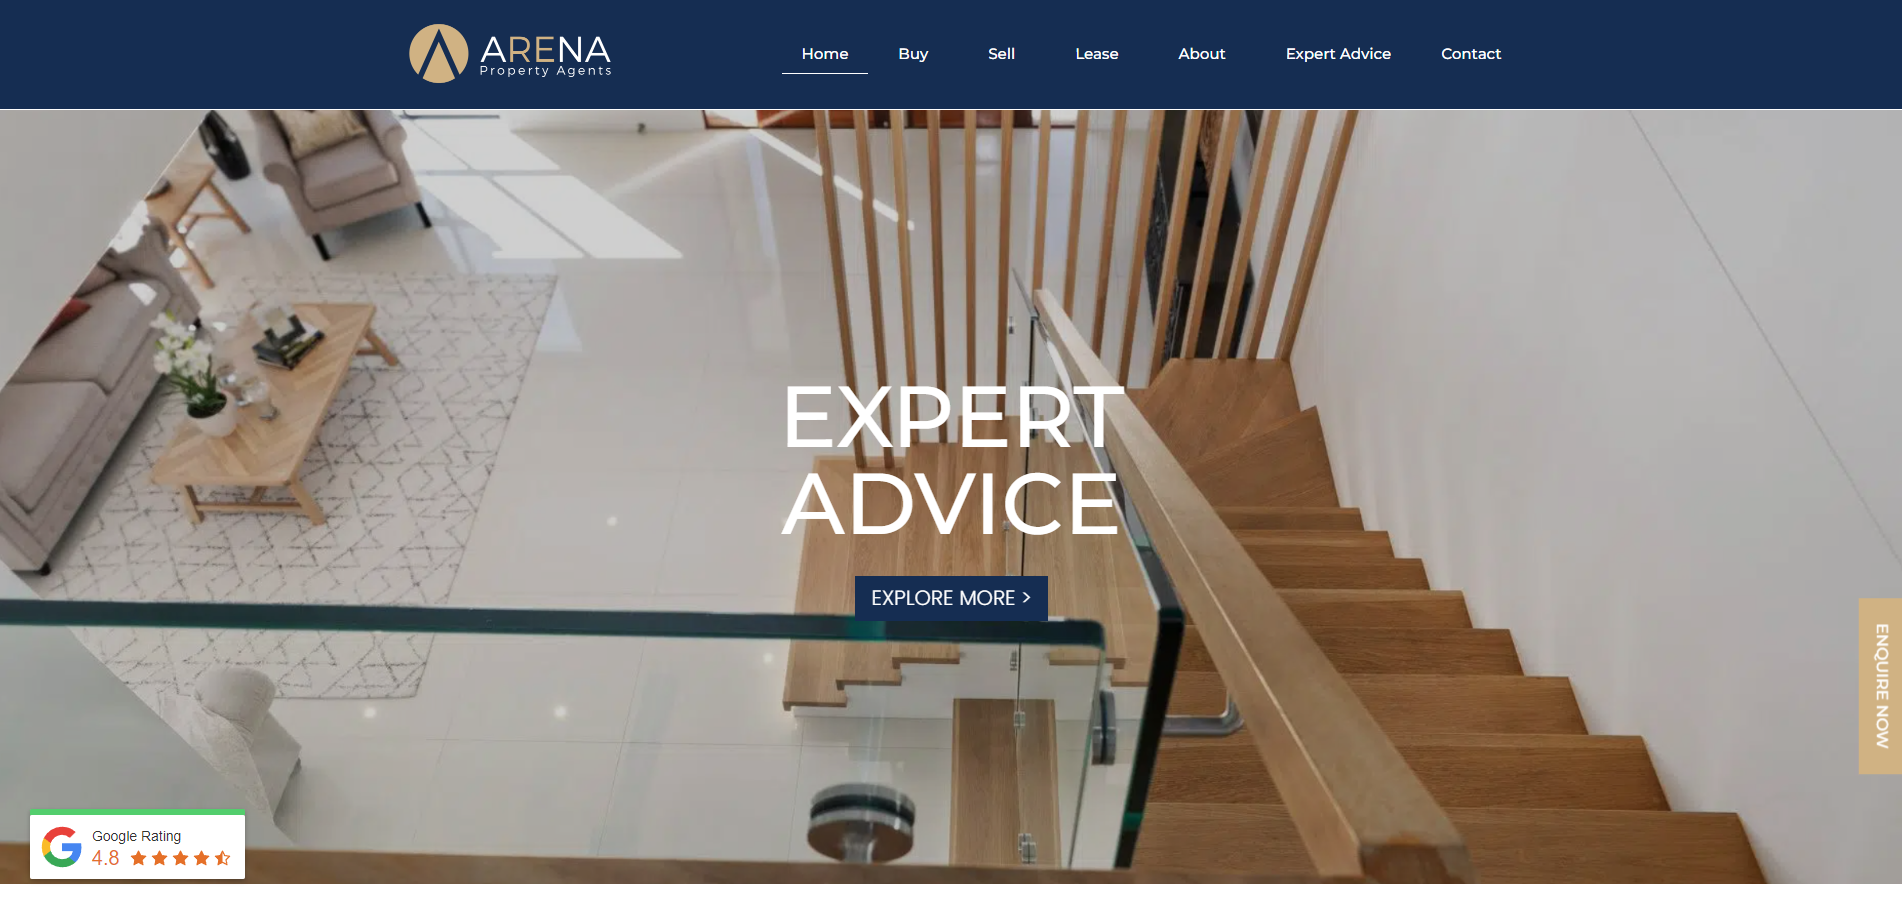 ARENA
Property Agents
Home Buy Sell Lease About Expert Advice Contact
EXPERT
ADVICE
EXPLORE MORE >
ENQUIRE NOW
Google Rating
4.8